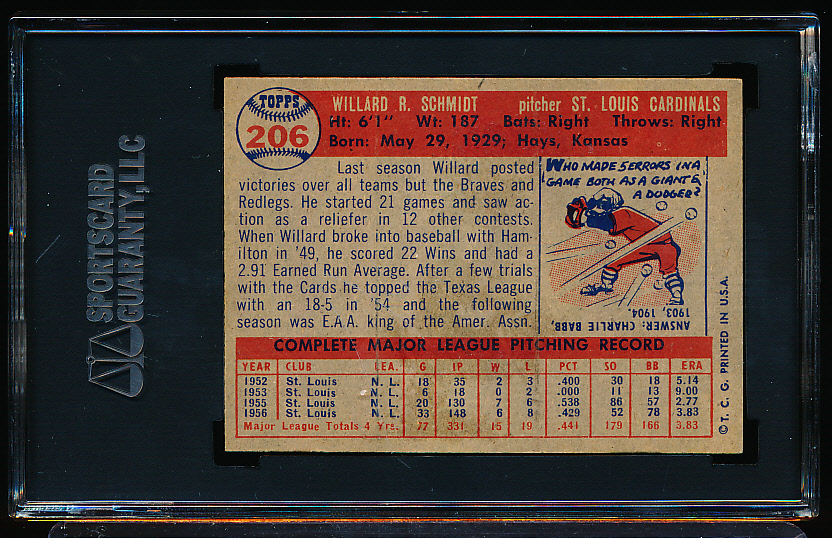 SPORTSCARD
GUARANTY, LLC
TOPPS
206
WILLARD R. SCHMIDT pitcher ST. LOUIS CARDINALS
Ht: 6'1" Wt: 187 Bats: Right Throws: Right
Born: May 29, 1929; Hays, Kansas
Last season Willard posted
victories over all teams but the Braves and
Redlegs. He started 21 games and saw ac-
tion as a reliefer in 12 other contests.
When Willard broke into baseball with Ham-
ilton in '49, he scored 22 Wins and had a
2.91 Earned Run Average. After a few trials
with the Cards he topped the Texas League
with an 18-5 in '54 and the following
season was E.A.A. king of the Amer. Assn.
WHO MADE 5 ERRORS IN A
GAME BOTH AS A GIANT &
A DODGER?
ANSWER: CHARLIE BABB.
1903, 1904.
COMPLETE MAJOR LEAGUE PITCHING RECORD
YEAR CLUB LEA. G IP W L PCT SO BB ERA
1952 St. Louis N. L. 18 35 2 3 .400 30 18 5.14
1953 St. Louis N. L. 6 18 0 2 .000 11 13 9.00
1955 St. Louis N. L. 20 130 7 6 .538 86 57 2.77
1956 St. Louis N. L. 33 148 6 8 .429 52 78 3.83
Major League Totals 4 Yrs. 77 331 15 19 .441 179 166 3.83
© T. C. G. PRINTED IN U.S.A.